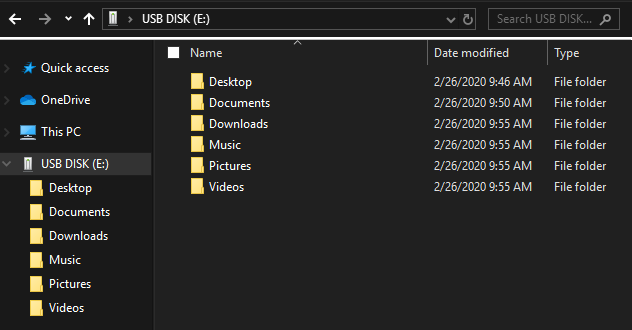 USB DISK (E:)
Search USB DISK...
Name Date modified Type
Quick access
OneDrive
This PC
USB DISK (E:)
Desktop
Documents
Downloads
Music
Pictures
Videos
Desktop 2/26/2020 9:46 AM File folder
Documents 2/26/2020 9:50 AM File folder
Downloads 2/26/2020 9:55 AM File folder
Music 2/26/2020 9:55 AM File folder
Pictures 2/26/2020 9:55 AM File folder
Videos 2/26/2020 9:55 AM File folder